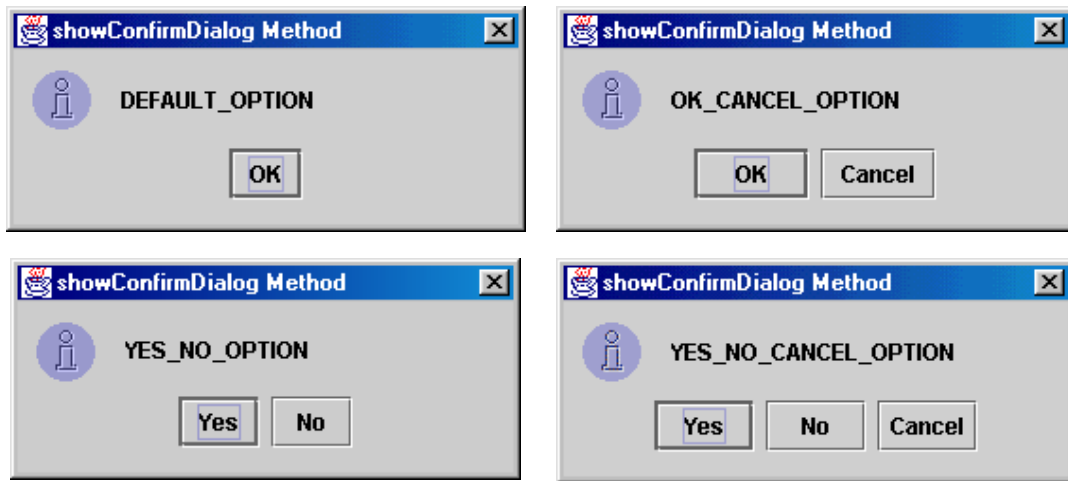 showConfirmDialog Method
DEFAULT_OPTION
OK
showConfirmDialog Method
OK_CANCEL_OPTION
OK Cancel
showConfirmDialog Method
YES_NO_OPTION
Yes No
showConfirmDialog Method
YES_NO_CANCEL_OPTION
Yes No Cancel